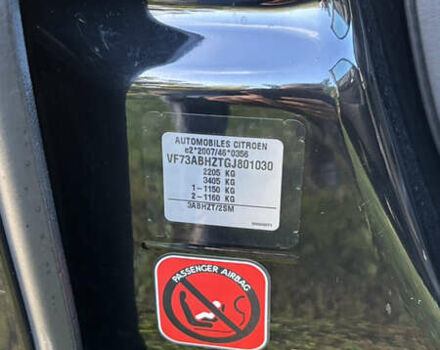 AUTOMOBILES CITROEN
e2*2007/46*0356
VF73ABHZTGJ801030
2205 KG
3405 KG
1-1150 KG
2-1160 KG
3ABHZT/2SM
PASSENGER AIRBAG